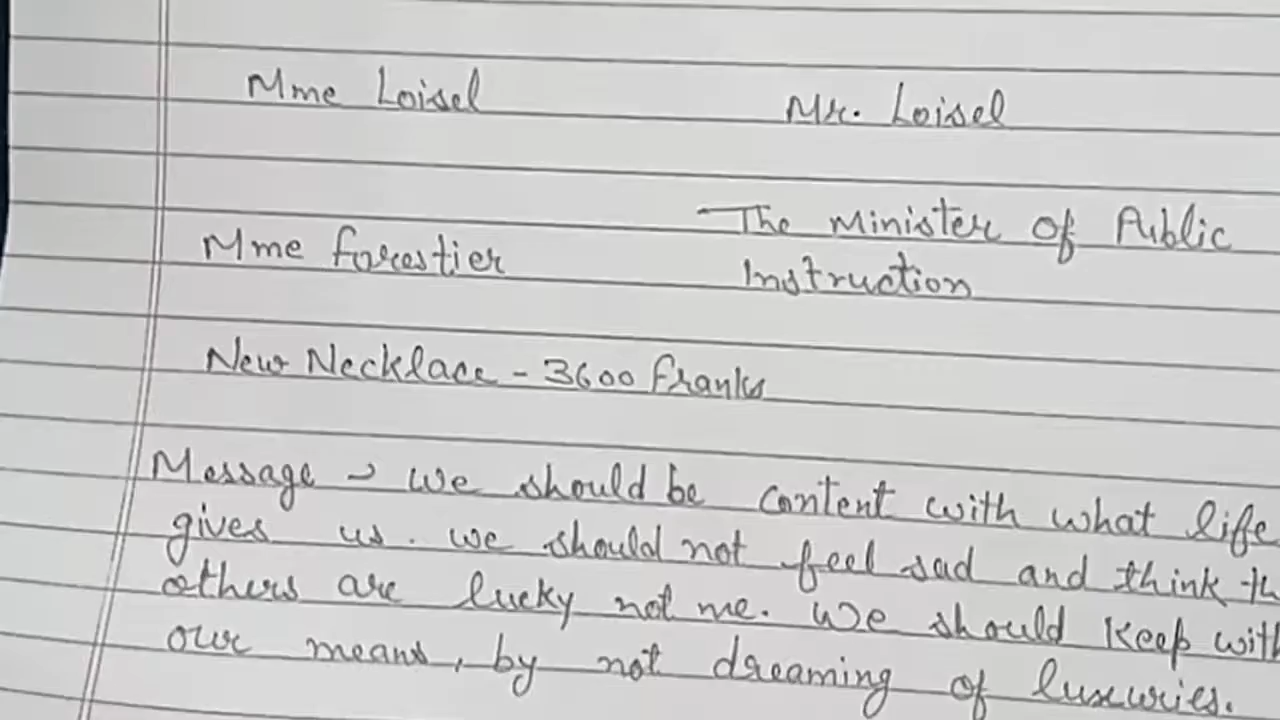 Mme Loisel Mr. Loisel
The Minister of Public
Mme Forestier
Instruction
New Necklace - 3600 Franks
Message → We should be content with what life
gives us. We should not feel sad and think
others are lucky not me. We should keep
our means, by not dreaming of luxuries.